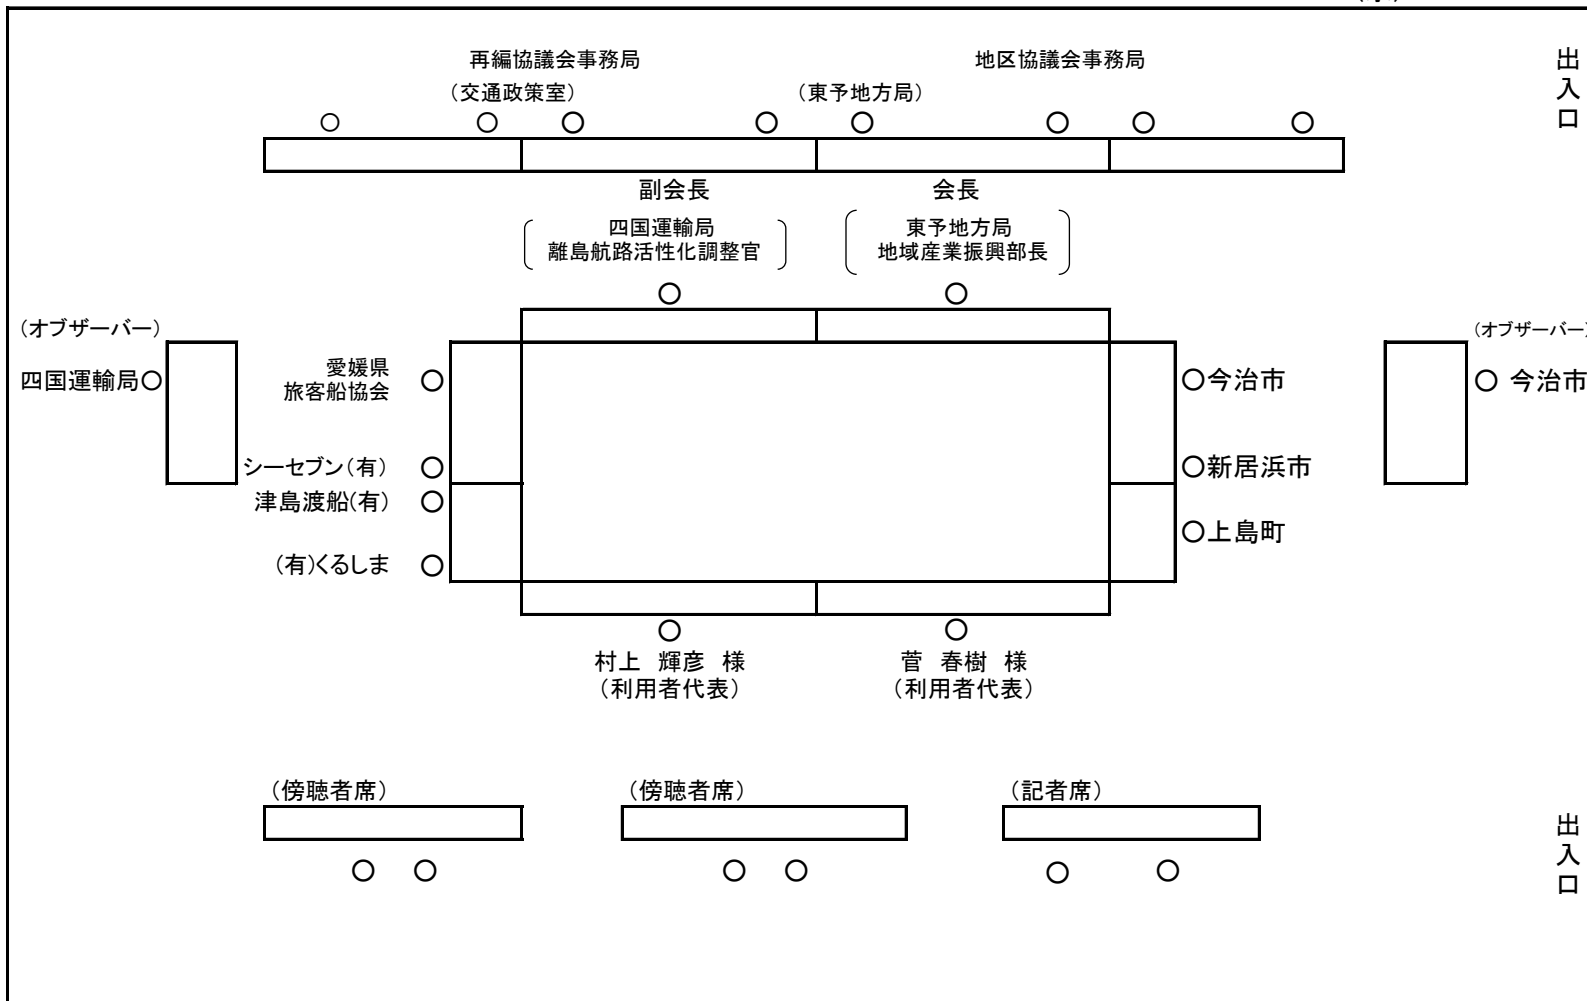 再編協議会事務局
地区協議会事務局
(交通政策室)
(東予地方局)
出入口
副会長
会長
四国運輸局
離島航路活性化調整官
東予地方局
地域産業振興部長
(オブザーバー)
(オブザーバー)
四国運輸局
愛媛県
旅客船協会
今治市
今治市
シーセブン(有)
新居浜市
津島渡船(有)
上島町
(有)くるしま
村上 輝彦 様
(利用者代表)
菅 春樹 様
(利用者代表)
(傍聴者席)
(傍聴者席)
(記者席)
出入口